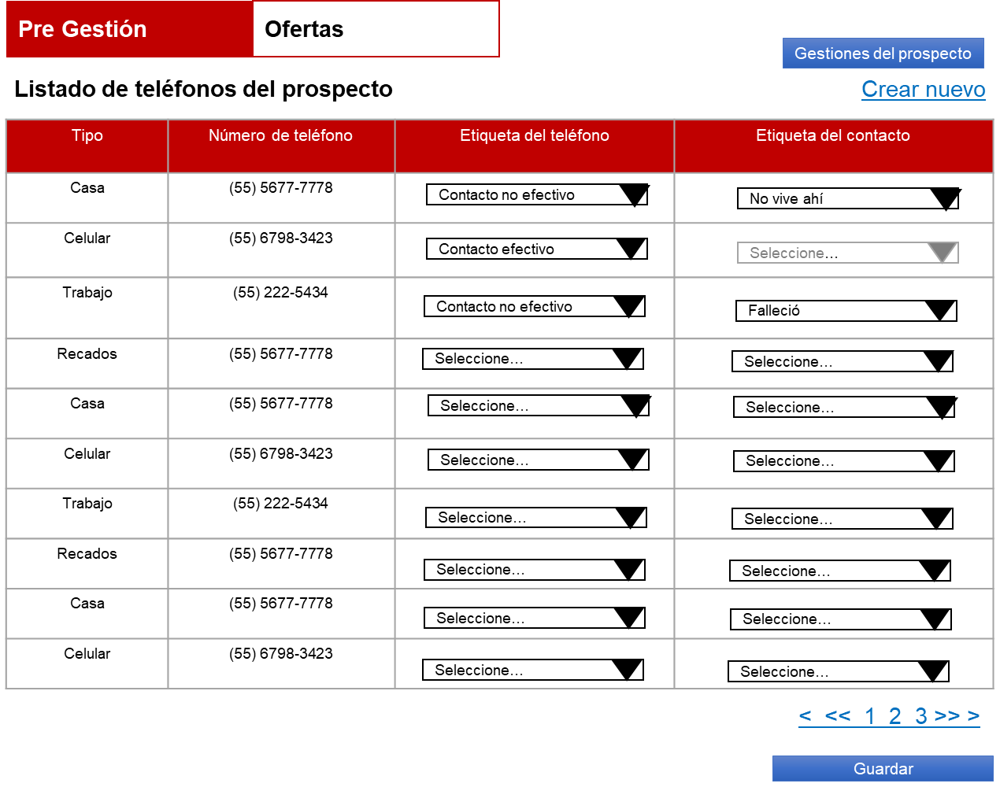 Pre Gestión Ofertas
Gestiones del prospecto
Listado de teléfonos del prospecto Crear nuevo
Tipo Número de teléfono Etiqueta del teléfono Etiqueta del contacto
Casa (55) 5677-7778 Contacto no efectivo No vive ahí
Celular (55) 6798-3423 Contacto efectivo Seleccione...
Trabajo (55) 222-5434 Contacto no efectivo Falleció
Recados (55) 5677-7778 Seleccione... Seleccione...
Casa (55) 5677-7778 Seleccione... Seleccione...
Celular (55) 6798-3423 Seleccione... Seleccione...
Trabajo (55) 222-5434 Seleccione... Seleccione...
Recados (55) 5677-7778 Seleccione... Seleccione...
Casa (55) 5677-7778 Seleccione... Seleccione...
Celular (55) 6798-3423 Seleccione... Seleccione...
< << 1 2 3 >> >
Guardar